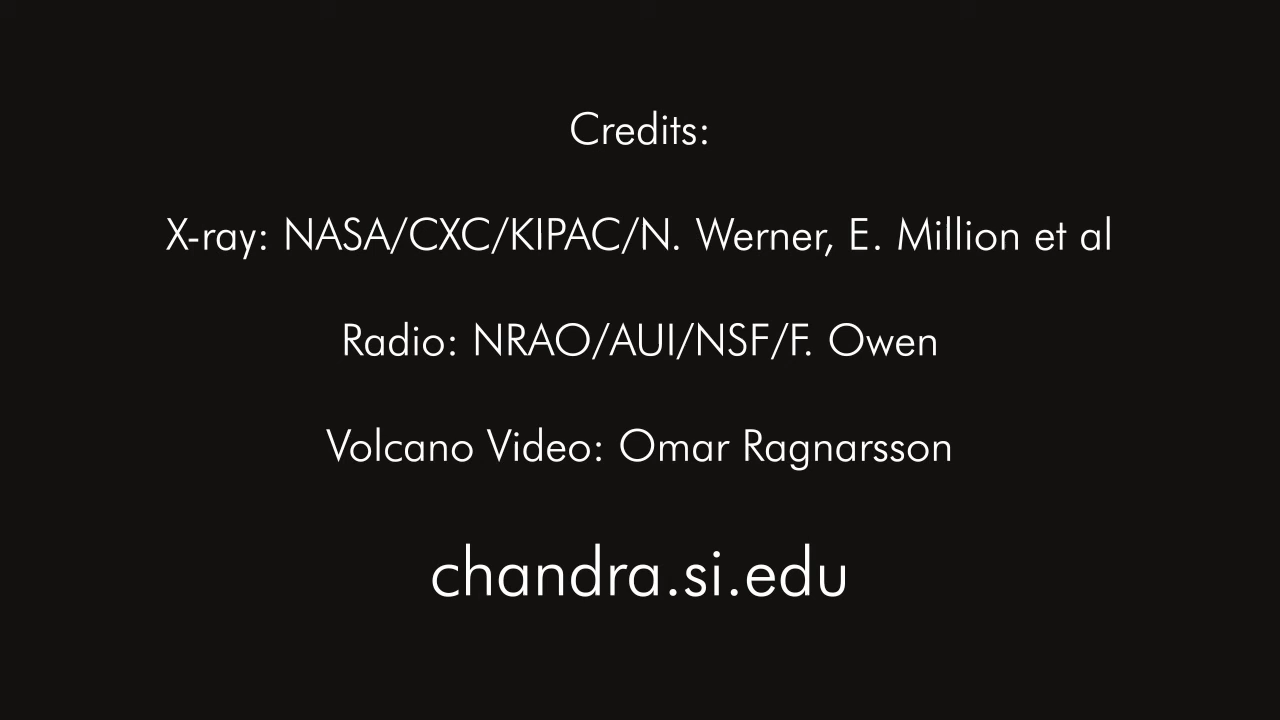 Credits:
X-ray: NASA/CXC/KIPAC/N. Werner, E. Million et al
Radio: NRAO/AUI/NSF/F. Owen
Volcano Video: Omar Ragnarsson
chandra.si.edu